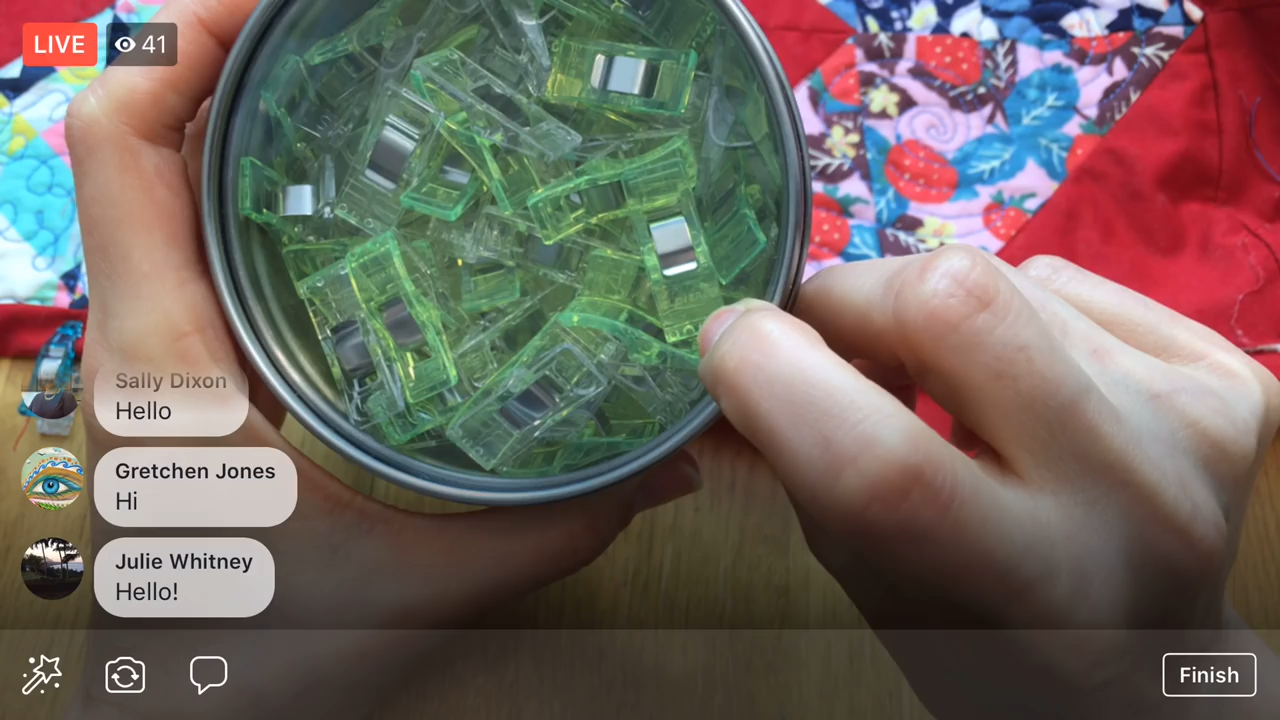 LIVE 41
Sally Dixon
Hello
Gretchen Jones
Hi
Julie Whitney
Hello!
Finish